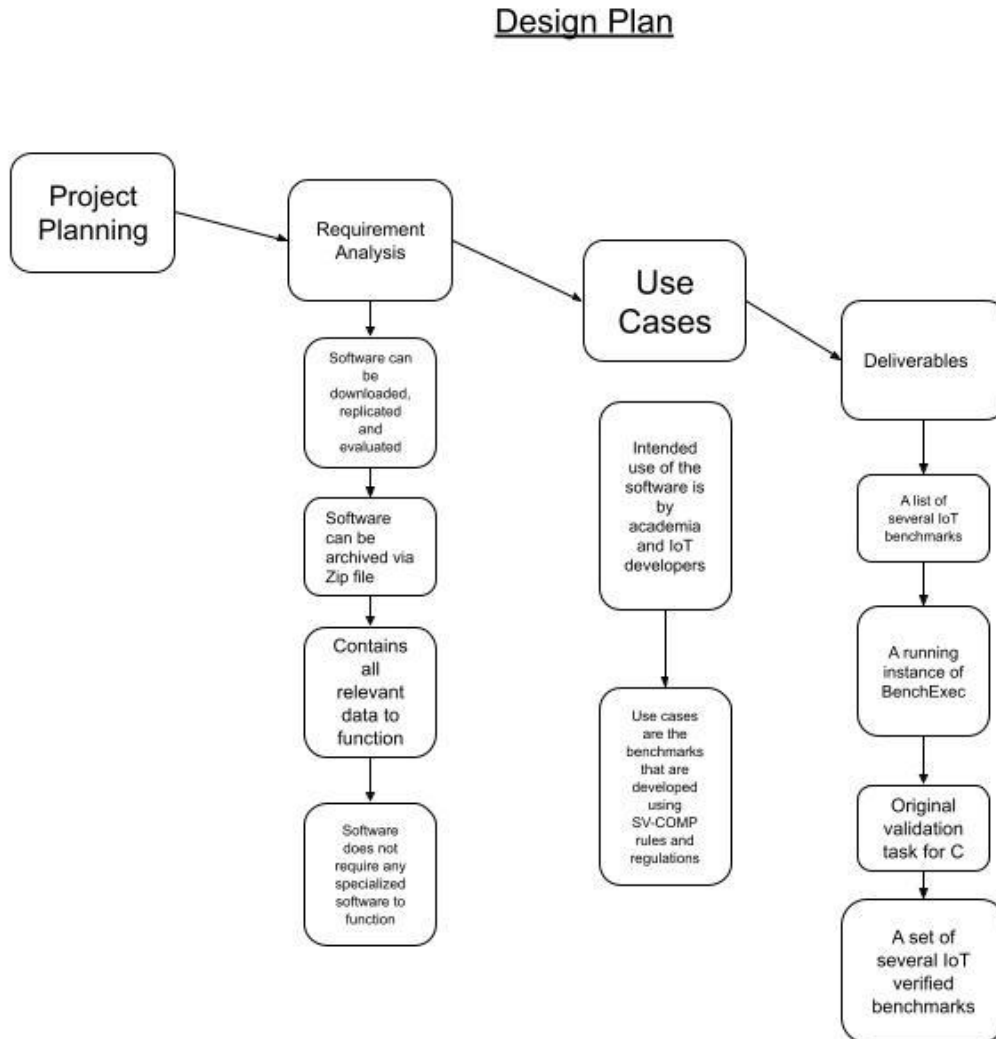 Design Plan
Project
Planning
Requirement
Analysis
Software can
be
downloaded,
replicated
and
evaluated
Software
can be
archived via
Zip file
Contains
all
relevant
data to
function
Software
does not
require any
specialized
software to
function
Use
Cases
Intended
use of the
software is
by
academia
and IoT
developers
Use cases
are the
benchmarks
that are
developed
using
SV-COMP
rules and
regulations
Deliverables
A list of
several IoT
benchmarks
A running
instance of
BenchExec
Original
validation
task for C
A set of
several IoT
verified
benchmarks